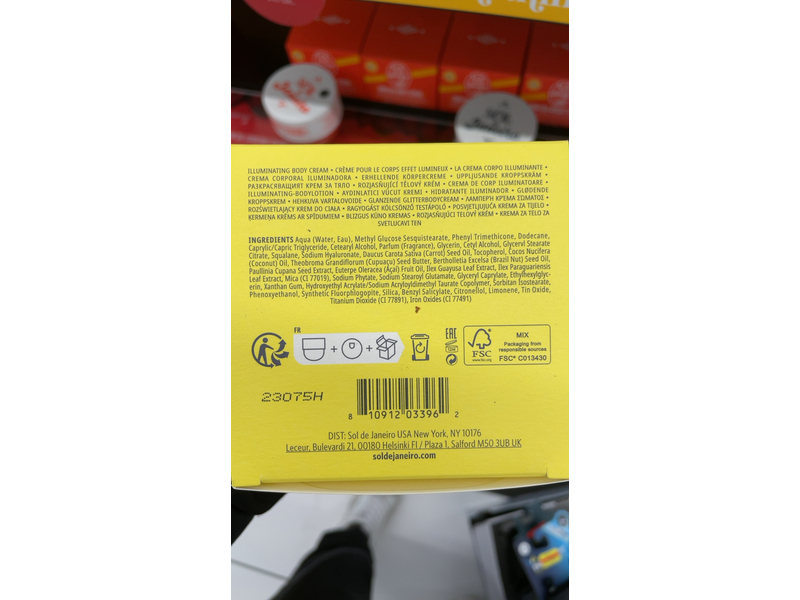 ILLUMINATING BODY CREAM • CRÈME POUR LE CORPS EFFET LUMINEUX • LA CREMA CORPO ILLUMINANTE •
CREMA CORPORAL ILUMINADORA • ERHELLENDE KÖRPERCREME • UPPLJUSANDE KROPPSKRÄM •
РАЗКРАСЯВАЩИЯТ КРЕМ ЗА ТЯЛО • ROZJASŇUJÍCÍ TĚLOVÝ KRÉM • CREMA DE CORP ILUMINATOARE •
ILLUMINATING-BODYLOTION • AYDINLATICI VÜCUT KREMI • HIDRATANTE ILUMINADOR • GLØDENDE
KROPPSKREM • HEHKUVA VARTALOVOIDE • GLANZENDE GLITTERBODYCREAM • ΛΑΜΠΕΡΗ ΚΡΕΜΑ ΣΩΜΑΤΟΣ •
ROZŚWIETLAJĄCY KREM DO CIAŁA • RAGYOGÁST KÖLCSÖNZŐ TESTÁPOLÓ • POSVJETLJUJUĆA KREMA ZA TIJELO •
ĶERMEŅA KRĒMS AR SPĪDUMIEM • BLIZGUS KŪNO KREMAS • ROZJASŇUJÚCI TELOVÝ KRÉM • KREMA ZA TELO ZA
SVETLUCAVI TEN
INGREDIENTS Aqua (Water, Eau), Methyl Glucose Sesquistearate, Phenyl Trimethicone, Dodecane,
Caprylic/Capric Triglyceride, Cetearyl Alcohol, Parfum (Fragrance), Glycerin, Cetyl Alcohol, Glyceryl Stearate
Citrate, Squalane, Sodium Hyaluronate, Daucus Carota Sativa (Carrot) Seed Oil, Tocopherol, Cocos Nucifera
(Coconut) Oil, Theobroma Grandiflorum (Cupuaçu) Seed Butter, Bertholletia Excelsa (Brazil Nut) Seed Oil,
Paullinia Cupana Seed Extract, Euterpe Oleracea (Açaí) Fruit Oil, Ilex Guayusa Leaf Extract, Ilex Paraguariensis
Leaf Extract, Mica (CI 77019), Sodium Phytate, Sodium Stearoyl Glutamate, Glyceryl Caprylate, Ethylhexylglyc-
erin, Xanthan Gum, Hydroxyethyl Acrylate/Sodium Acryloyldimethyl Taurate Copolymer, Sorbitan Isostearate,
Phenoxyethanol, Synthetic Fluorphlogopite, Silica, Benzyl Salicylate, Citronellol, Limonene, Tin Oxide,
Titanium Dioxide (CI 77891), Iron Oxides (CI 77491)
FR
EAC
12M
FSC
www.fsc.org
MIX
Packaging from
responsible sources
FSC® C013430
23075H
8 10912 03396 2
DIST: Sol de Janeiro USA New York, NY 10176
Leceur, Bulevardi 21, 00180 Helsinki FI / Plaza 1, Salford M50 3UB UK
soldejaneiro.com